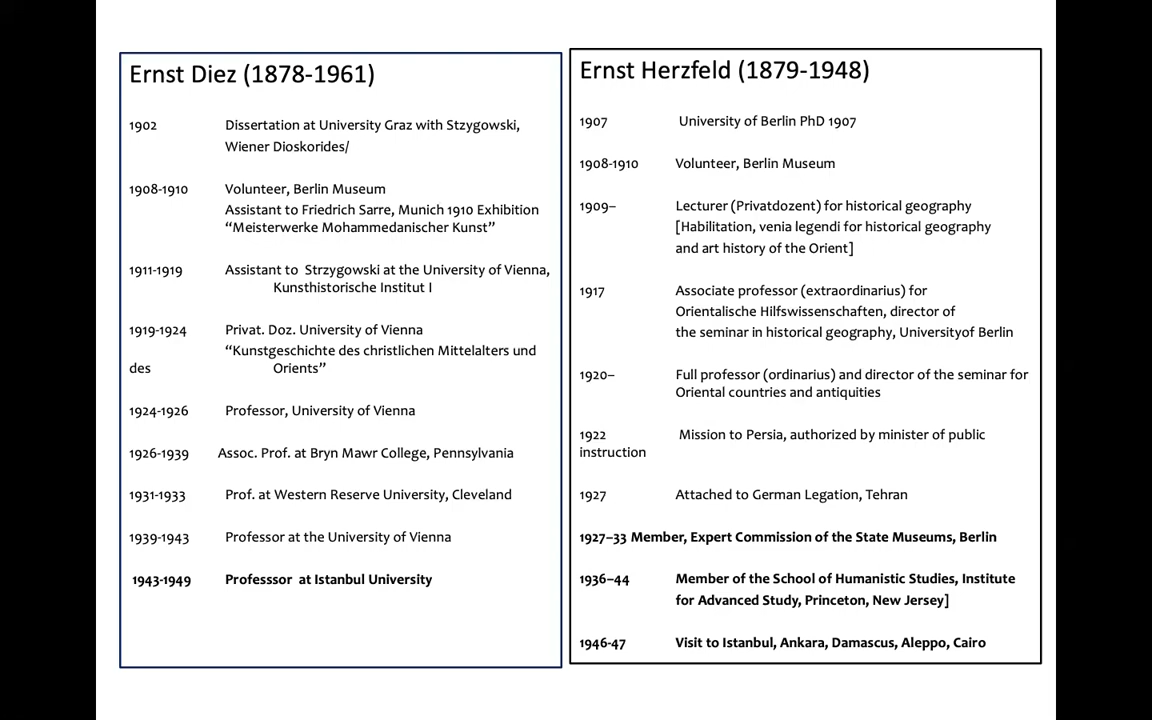 Ernst Diez (1878-1961)
1902 Dissertation at University Graz with Stzygowski,
Wiener Dioskorides/
1908-1910 Volunteer, Berlin Museum
Assistant to Friedrich Sarre, Munich 1910 Exhibition
“Meisterwerke Mohammedanischer Kunst”
1911-1919 Assistant to Strzygowski at the University of Vienna,
Kunsthistorische Institut I
1919-1924 Privat. Doz. University of Vienna
“Kunstgeschichte des christlichen Mittelalters und
des Orients”
1924-1926 Professor, University of Vienna
1926-1939 Assoc. Prof. at Bryn Mawr College, Pennsylvania
1931-1933 Prof. at Western Reserve University, Cleveland
1939-1943 Professor at the University of Vienna
1943-1949 Professsor at Istanbul University
Ernst Herzfeld (1879-1948)
1907 University of Berlin PhD 1907
1908-1910 Volunteer, Berlin Museum
1909– Lecturer (Privatdozent) for historical geography
[Habilitation, venia legendi for historical geography
and art history of the Orient]
1917 Associate professor (extraordinarius) for
Orientalische Hilfswissenschaften, director of
the seminar in historical geography, Universityof Berlin
1920– Full professor (ordinarius) and director of the seminar for
Oriental countries and antiquities
1922 Mission to Persia, authorized by minister of public
instruction
1927 Attached to German Legation, Tehran
1927–33 Member, Expert Commission of the State Museums, Berlin
1936–44 Member of the School of Humanistic Studies, Institute
for Advanced Study, Princeton, New Jersey]
1946-47 Visit to Istanbul, Ankara, Damascus, Aleppo, Cairo